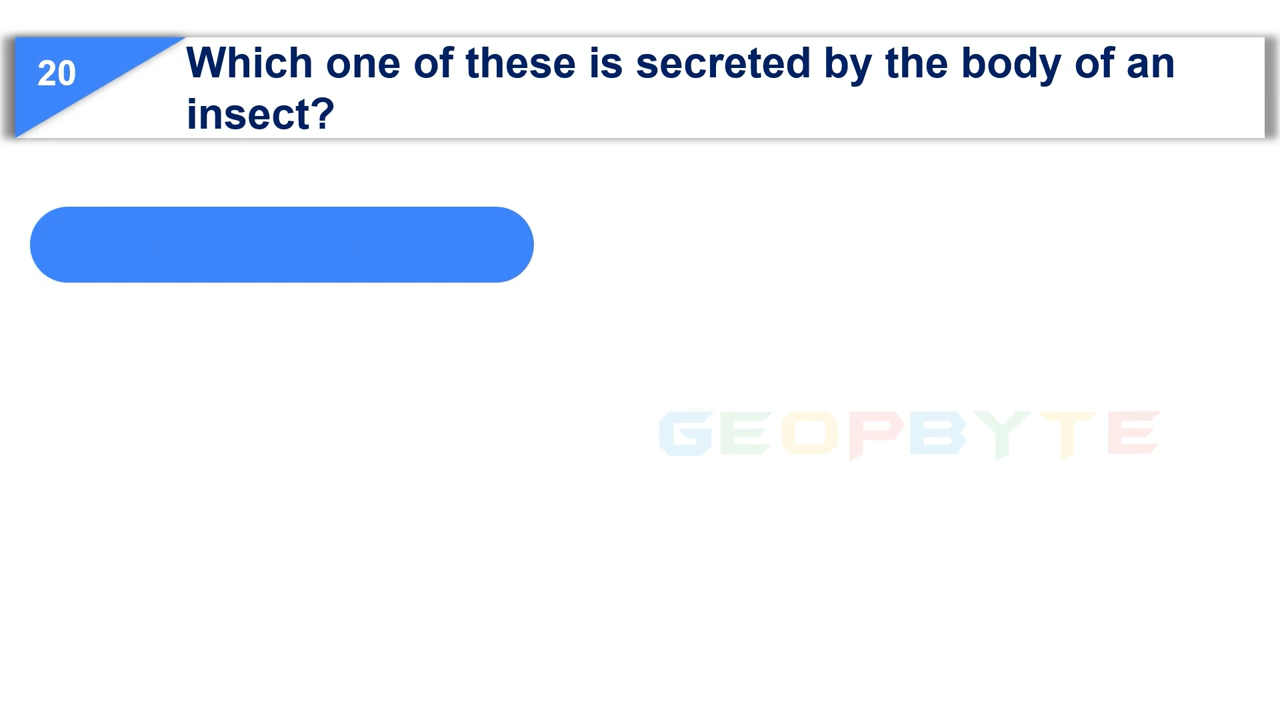 20
Which one of these is secreted by the body of an
insect?
GEOPBYTE